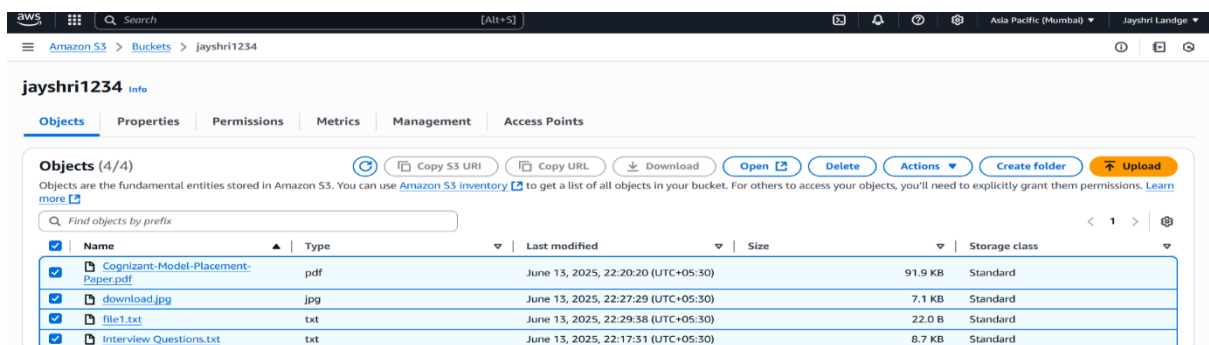 aws Search [Alt+S] Asia Pacific (Mumbai) ▼ Jayshri Landge ▼
Amazon S3 > Buckets > jayshri1234
jayshri1234 Info
Objects Properties Permissions Metrics Management Access Points
Objects (4/4) Copy S3 URI Copy URL Download Open Delete Actions ▼ Create folder Upload
Objects are the fundamental entities stored in Amazon S3. You can use Amazon S3 inventory to get a list of all objects in your bucket. For others to access your objects, you'll need to explicitly grant them permissions. Learn
more
Find objects by prefix < 1 >
Name ▲ Type Last modified Size Storage class
Cognizant-Model-Placement-
Paper.pdf pdf June 13, 2025, 22:20:20 (UTC+05:30) 91.9 KB Standard
download.jpg jpg June 13, 2025, 22:27:29 (UTC+05:30) 7.1 KB Standard
file1.txt txt June 13, 2025, 22:29:38 (UTC+05:30) 22.0 B Standard
Interview Questions.txt txt June 13, 2025, 22:17:31 (UTC+05:30) 8.7 KB Standard